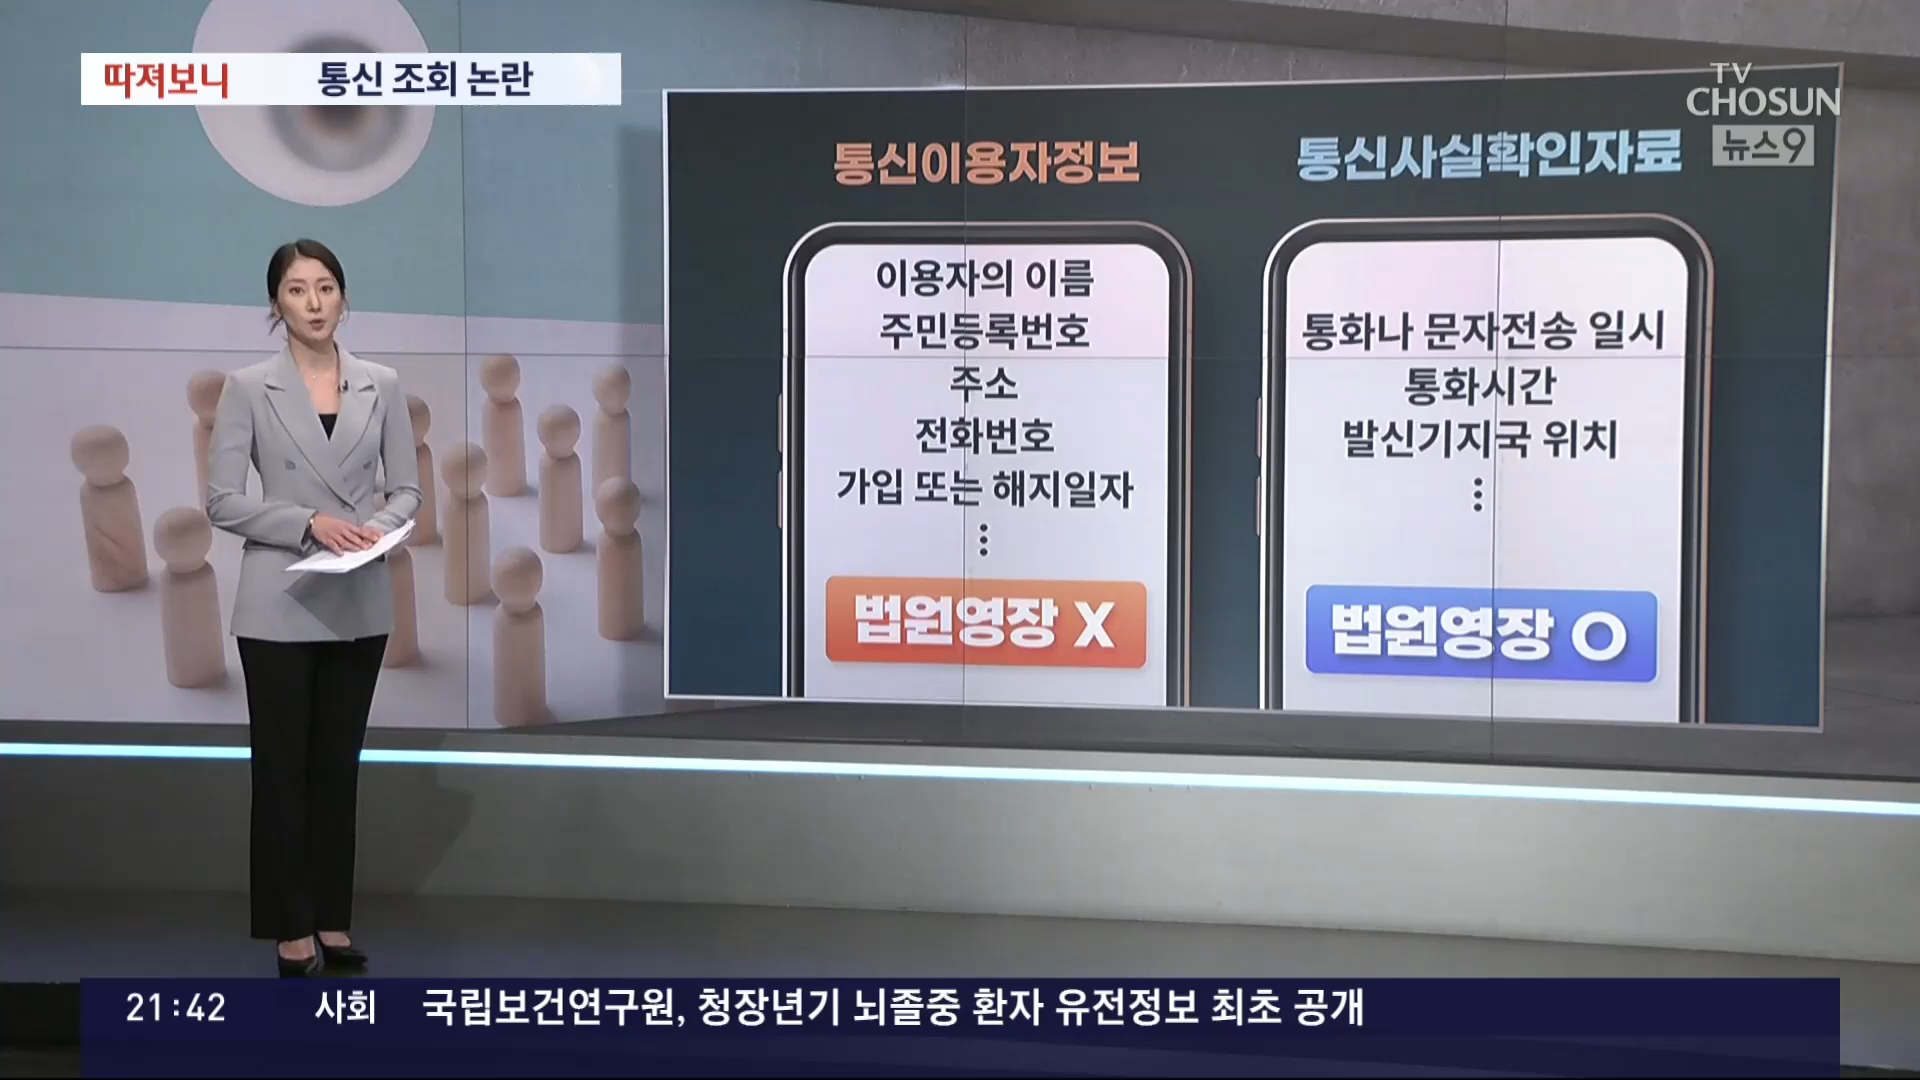 따져보니 통신 조회 논란
TV
CHOSUN
뉴스9
통신이용자정보
이용자의 이름
주민등록번호
주소
전화번호
가입 또는 해지일자
⋮
법원영장 X
통신사실확인자료
통화나 문자전송 일시
통화시간
발신기지국 위치
⋮
법원영장 O
21:42 사회 국립보건연구원, 청장년기 뇌졸중 환자 유전정보 최초 공개